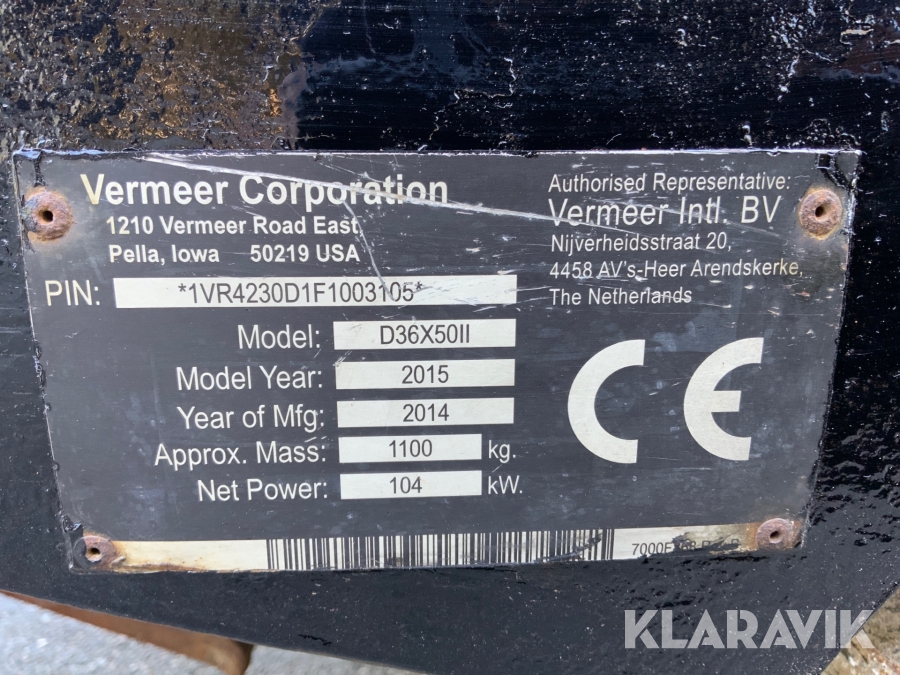 Vermeer Corporation
1210 Vermeer Road East
Pella, Iowa 50219 USA
Authorised Representative:
Vermeer Intl. BV
Nijverheidsstraat 20,
4458 AV's-Heer Arendskerke,
The Netherlands
PIN: *1VR4230D1F1003105*
Model: D36X50II
Model Year: 2015
Year of Mfg: 2014
Approx. Mass: 1100 kg.
Net Power: 104 kW.
CE
KLARAVIK